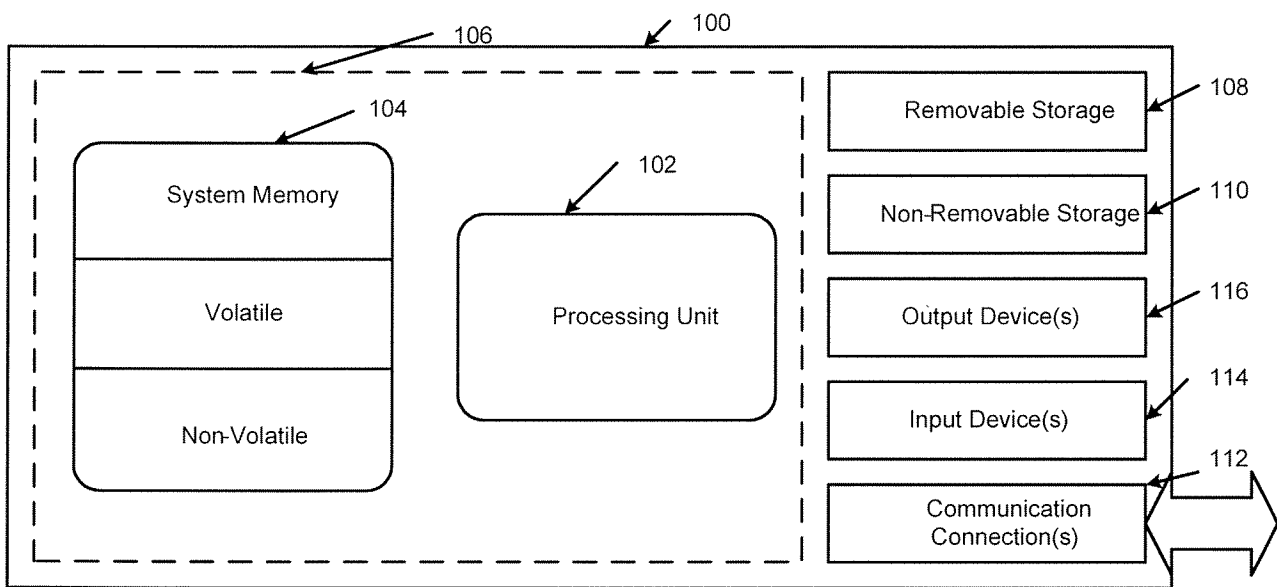 106
100
104
System Memory
Volatile
Non-Volatile
102
Processing Unit
Removable Storage
108
Non-Removable Storage
110
Output Device(s)
116
Input Device(s)
114
112
Communication
Connection(s)